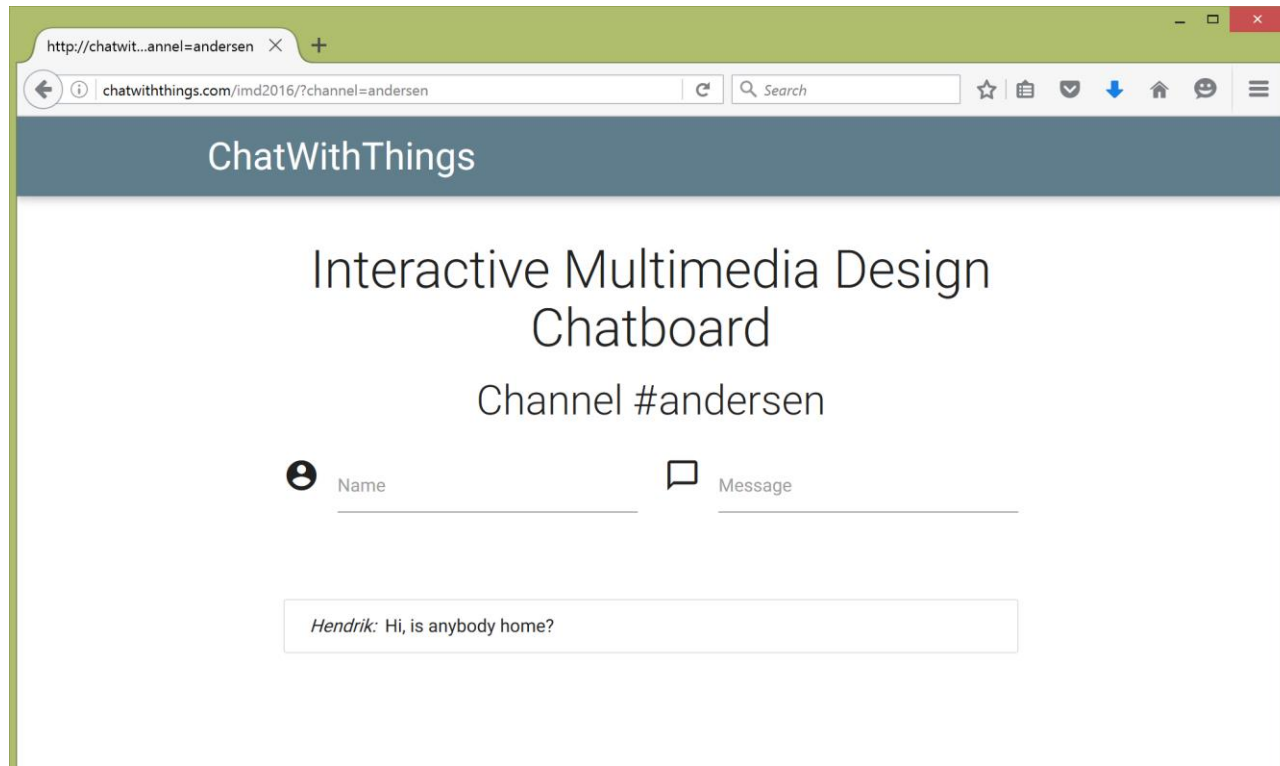 http://chatwit...annel=andersen
chatwiththings.com/imd2016/?channel=andersen
Search
ChatWithThings
Interactive Multimedia Design
Chatboard
Channel #andersen
Name
Message
Hendrik: Hi, is anybody home?